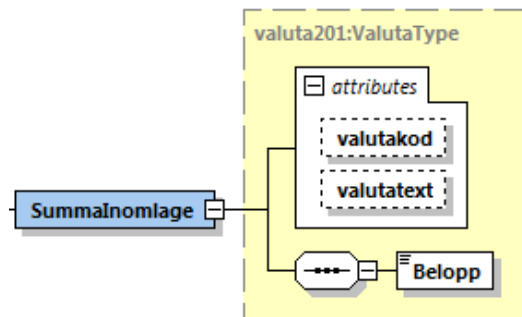 valuta201:ValutaType
attributes
valutakod
valutatext
SummaInomlage
Belopp